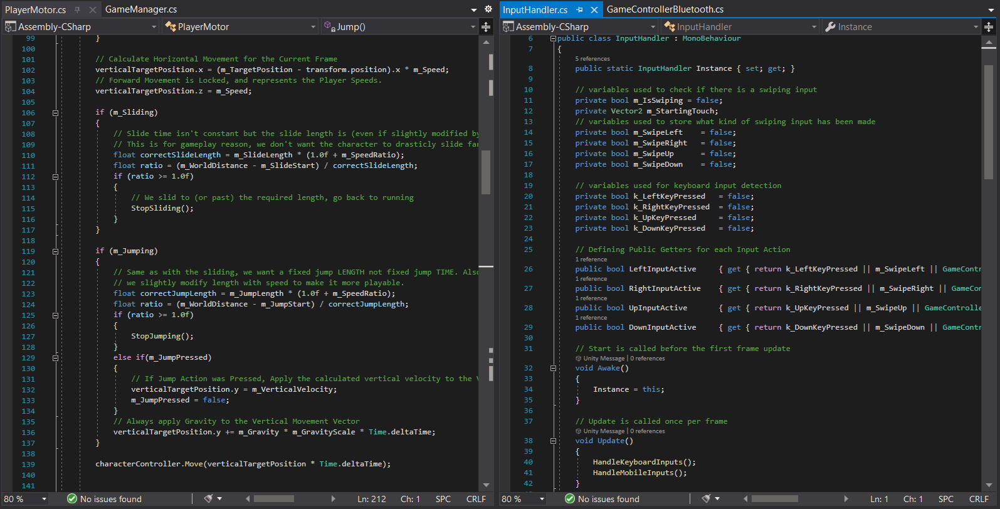 PlayerMotor.cs
GameManager.cs
Assembly-CSharp
PlayerMotor
Jump()
99 }
100
101 // Calculate Horizontal Movement for the Current Frame
102 verticalTargetPosition.x = (m_TargetPosition - transform.position).x * m_Speed;
103 // Forward Movement is Locked, and represents the Player Speeds.
104 verticalTargetPosition.z = m_Speed;
105
106 if (m_Sliding)
107 {
108 // Slide time isn't constant but the slide length is (even if slightly modified by
109 // This is for gameplay reason, we don't want the character to drasticly slide far
110 float correctSlideLength = m_SlideLength * (1.0f + m_SpeedRatio);
111 float ratio = (m_WorldDistance - m_SlideStart) / correctSlideLength;
112 if (ratio >= 1.0f)
113 {
114 // We slid to (or past) the required length, go back to running
115 StopSliding();
116 }
117 }
118
119 if (m_Jumping)
120 {
121 // Same as with the sliding, we want a fixed jump LENGTH not fixed jump TIME. Also
122 // we slightly modify length with speed to make it more playable.
123 float correctJumpLength = m_JumpLength * (1.0f + m_SpeedRatio);
124 float ratio = (m_WorldDistance - m_JumpStart) / correctJumpLength;
125 if (ratio >= 1.0f)
126 {
127 StopJumping();
128 }
129 else if(m_JumpPressed)
130 {
131 // If Jump Action was Pressed, Apply the calculated vertical velocity to the V
132 verticalTargetPosition.y = m_VerticalVelocity;
133 m_JumpPressed = false;
134 }
135 // Always apply Gravity to the Vertical Movement Vector
136 verticalTargetPosition.y += m_Gravity * m_GravityScale * Time.deltaTime;
137 }
138
139 characterController.Move(verticalTargetPosition * Time.deltaTime);
140
141
80 %
No issues found
Ln: 212 Ch: 1 SPC CRLF
InputHandler.cs
GameControllerBluetooth.cs
Assembly-CSharp
InputHandler
Instance
6 public class InputHandler : MonoBehaviour
7 {
5 references
8 public static InputHandler Instance { set; get; }
9
10 // variables used to check if there is a swiping input
11 private bool m_IsSwiping = false;
12 private Vector2 m_StartingTouch;
13 // variables used to store what kind of swiping input has been made
14 private bool m_SwipeLeft = false;
15 private bool m_SwipeRight = false;
16 private bool m_SwipeUp = false;
17 private bool m_SwipeDown = false;
18
19 // variables used for keyboard input detection
20 private bool k_LeftKeyPressed = false;
21 private bool k_RightKeyPressed = false;
22 private bool k_UpKeyPressed = false;
23 private bool k_DownKeyPressed = false;
24
25 // Defining Public Getters for each Input Action
1 reference
26 public bool LeftInputActive { get { return k_LeftKeyPressed || m_SwipeLeft || GameContr
1 reference
27 public bool RightInputActive { get { return k_RightKeyPressed || m_SwipeRight || GameCor
1 reference
28 public bool UpInputActive { get { return k_UpKeyPressed || m_SwipeUp || GameControlle
1 reference
29 public bool DownInputActive { get { return k_DownKeyPressed || m_SwipeDown || GameContr
30
31 // Start is called before the first frame update
Unity Message | 0 references
32 void Awake()
33 {
34 Instance = this;
35 }
36
37 // Update is called once per frame
Unity Message | 0 references
38 void Update()
39 {
40 HandleKeyboardInputs();
41 HandleMobileInputs();
42 }
80 %
No issues found
Ln: 1 Ch: 1 SPC CRLF